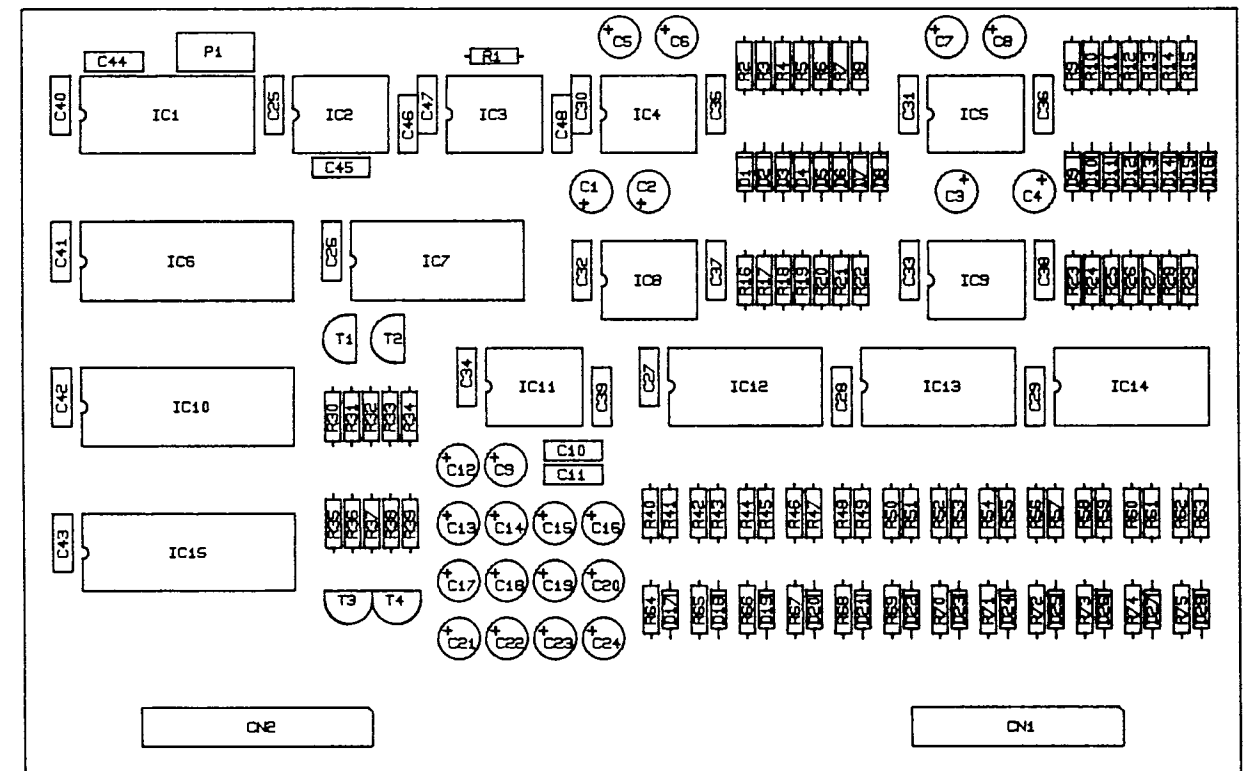 C5 C6 C7 C8
P1 C44 R1 R2 R3 R4 R5 R6 R7 R8 R9 R10 R11 R12 R13 R14 R15
C40 IC1 C25 IC2 C46 C47 IC3 C48 C30 IC4 C36 C31 IC5 C36
C45
C1 C2 D1 D2 D3 D4 D5 D6 D7 D8 C3 C4 D9 D10 D11 D12 D13 D14 D15 D16
C41 IC6 C26 IC7 C32 IC8 C37 R16 R17 R18 R19 R20 R21 R22 C33 IC9 C38 R23 R24 R25 R26 R27 R28 R29
T1 T2
C42 IC10 C34 IC11 C39 C27 IC12 C28 IC13 C29 IC14
R30 R31 R32 R33 R34
C12 C9 C10
C11
C43 IC15 R35 R36 R37 R38 R39 C13 C14 C15 C16 R40 R41 R42 R43 R44 R45 R46 R47 R48 R49 R50 R51 R52 R53 R54 R55 R56 R57 R58 R59 R60 R61 R62 R63
C17 C18 C19 C20
T3 T4 R64 D17 R65 D18 R66 D19 R67 D20 R68 D21 R69 D22 R70 D23 R71 D24 R72 D25 R73 D26 R74 D27 R75 D28
C21 C22 C23 C24
CN2 CN1